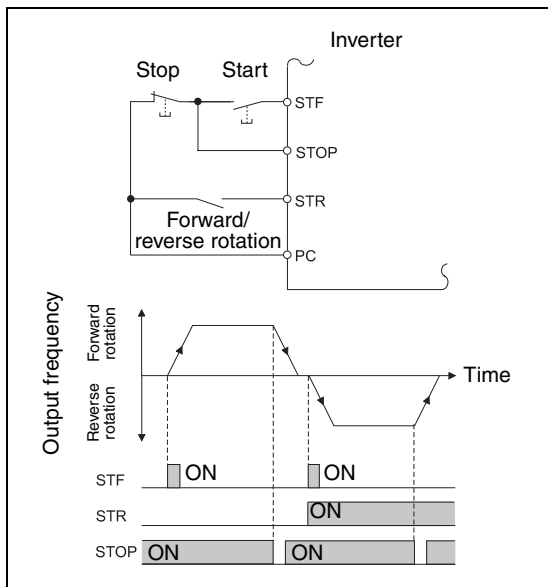 Inverter
Stop
Start
STF
STOP
STR
Forward/
reverse rotation
PC
Output frequency
Forward
rotation
Reverse
rotation
Time
STF
ON
ON
STR
ON
STOP
ON
ON